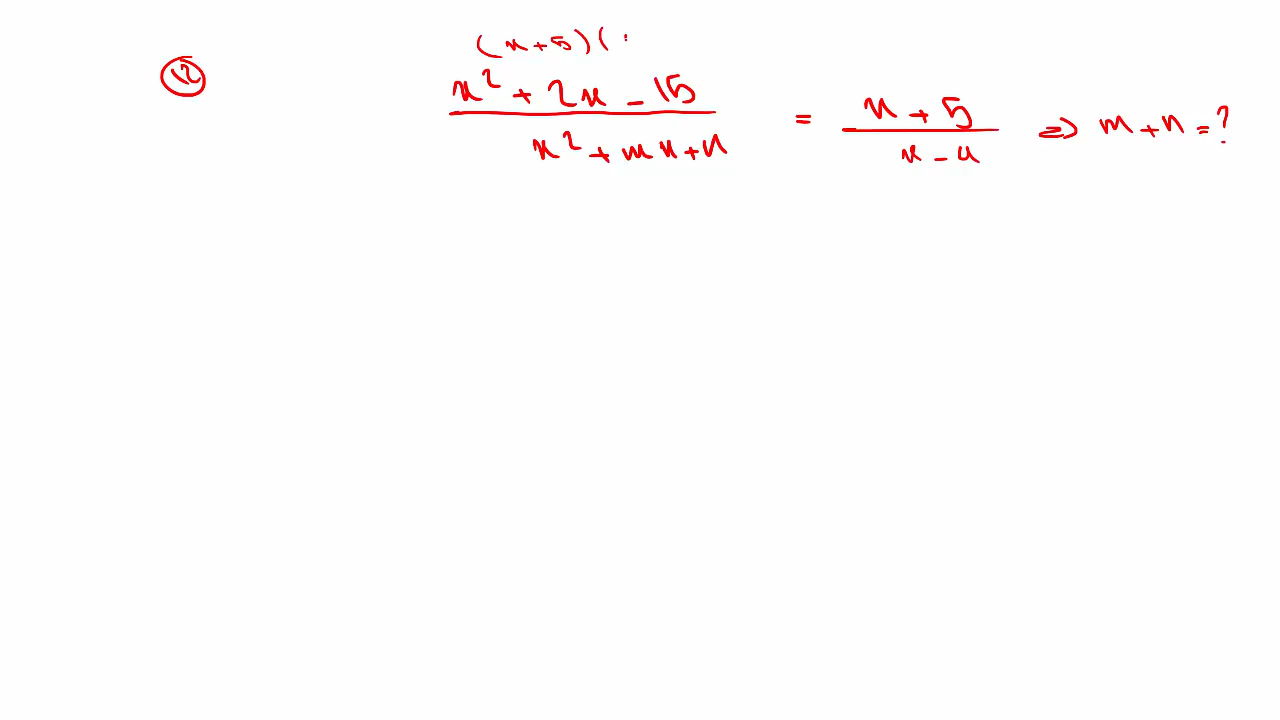 (x+5)(
12
x² + 2x - 15 / x² + mx + n = x + 5 / x - 4 ⇒ m + n = ?